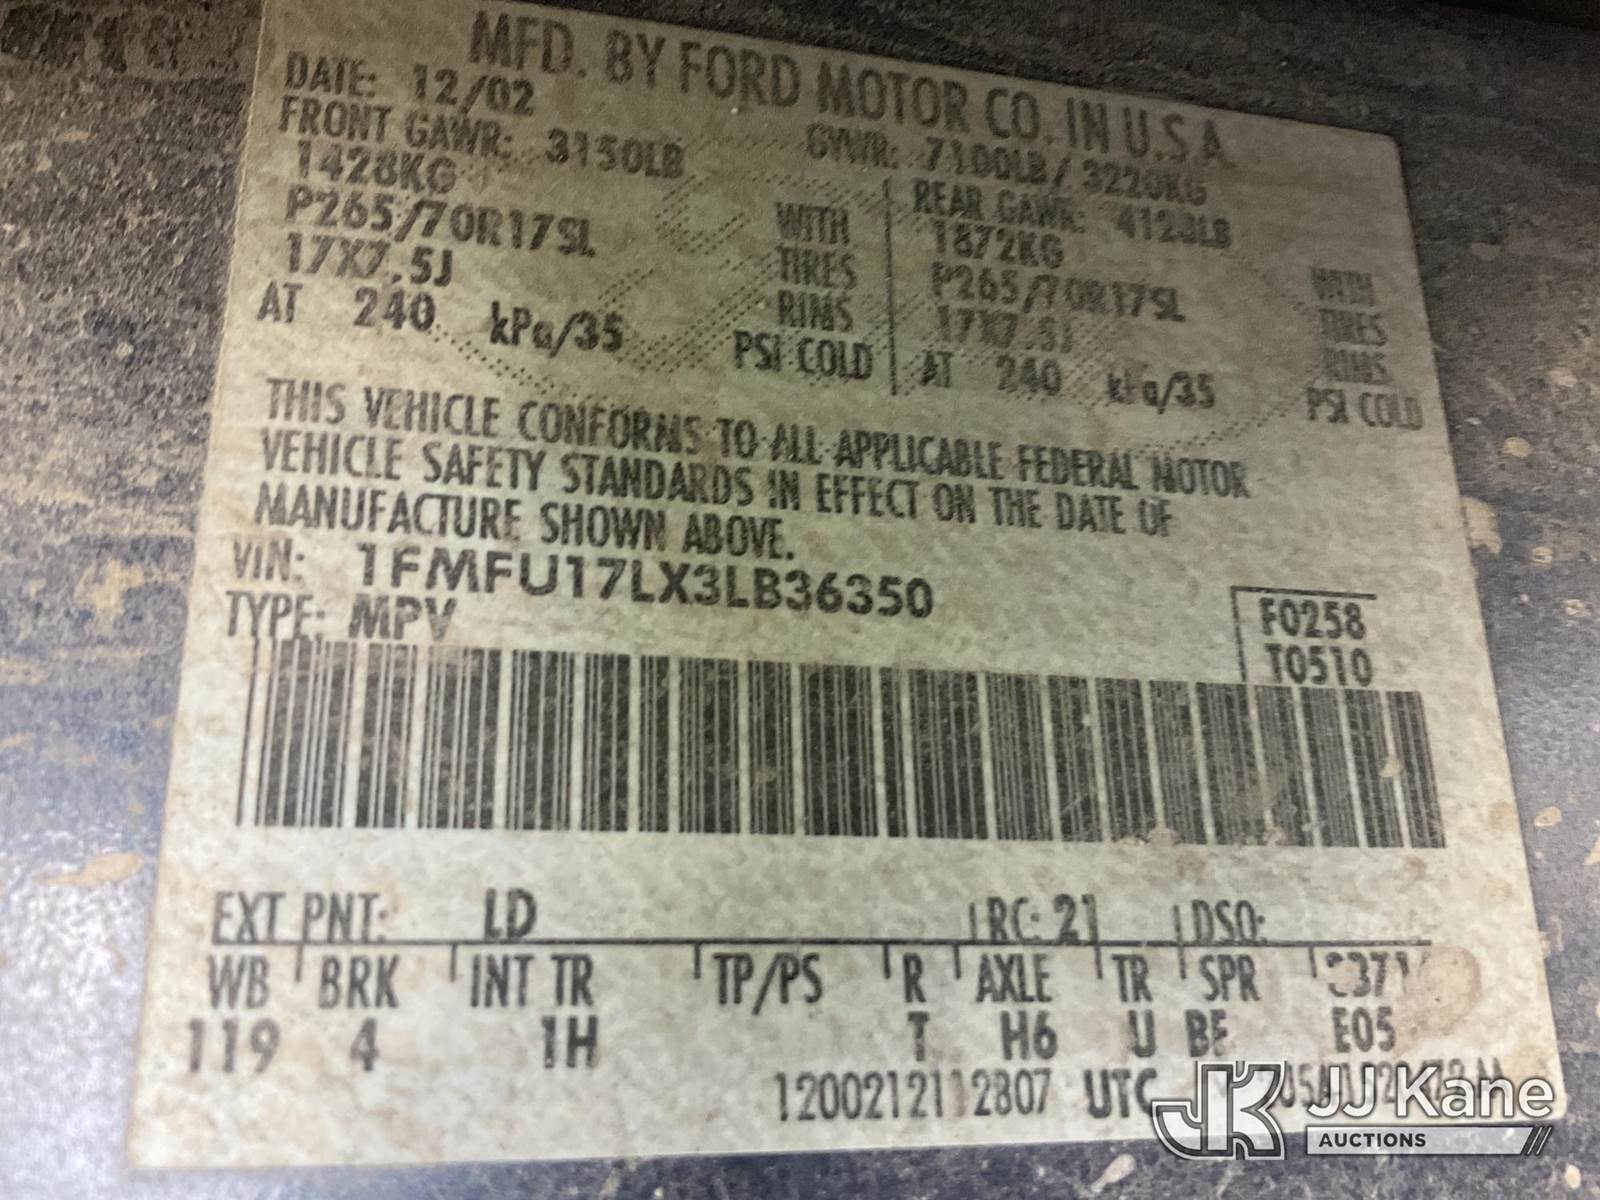 MFD. BY FORD MOTOR CO. IN U.S.A.
DATE: 12/02 GVWR: 7100LB/ 3220KG
FRONT GAWR: 3150LB REAR GAWR:
1428KG WITH 1872KG WITH
P265/70R17SL TIRES P265/70R17SL TIRES
17X7.5J RIMS 17X7.5J RIMS
AT 240 kPa/35 PSI COLD AT 240 kPa/35 PSI COLD
THIS VEHICLE CONFORMS TO ALL APPLICABLE FEDERAL MOTOR
VEHICLE SAFETY STANDARDS IN EFFECT ON THE DATE OF
MANUFACTURE SHOWN ABOVE.
VIN: 1FMFU17LX3LB36350
TYPE: MPV
F0258
T0510
EXT PNT: LD RC: 21 DSO:
WB BRK INT TR TP/PS R AXLE TR SPR
119 4 1H T H6 U BF E05
UTC
JK JJ Kane
AUCTIONS